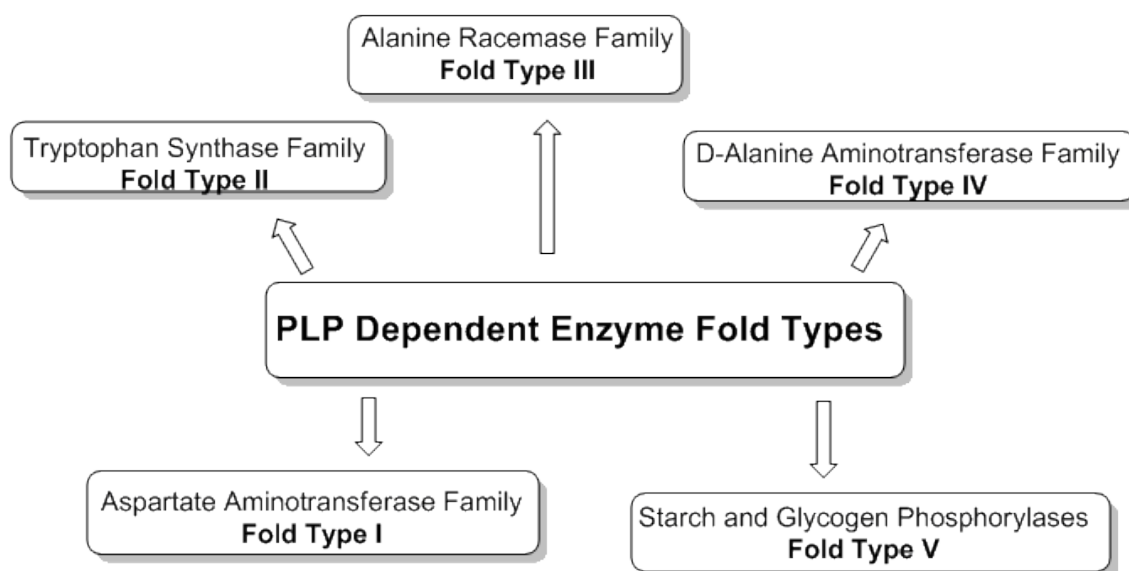 Alanine Racemase Family
Fold Type III
Tryptophan Synthase Family
Fold Type II
D-Alanine Aminotransferase Family
Fold Type IV
PLP Dependent Enzyme Fold Types
Aspartate Aminotransferase Family
Fold Type I
Starch and Glycogen Phosphorylases
Fold Type V